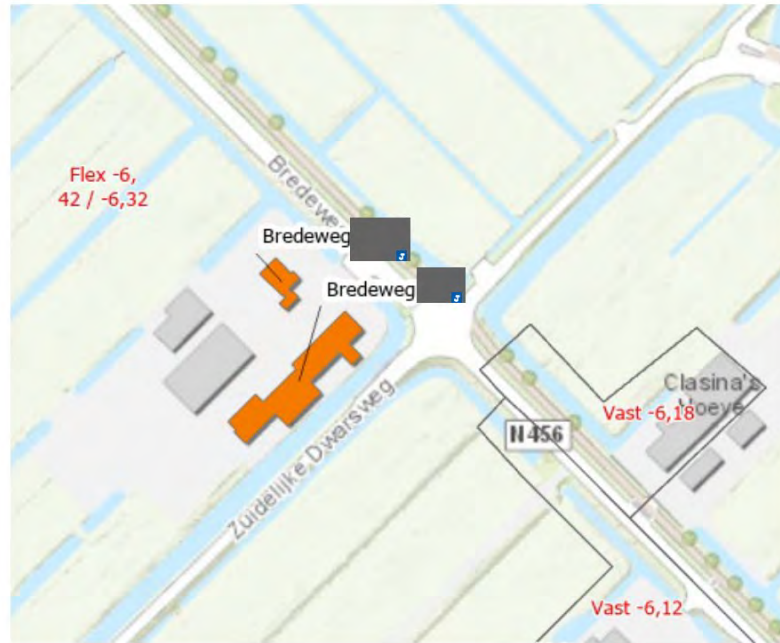 Flex -6,
42 / -6,32
Bredeweg
Bredeweg
Bredeweg
Clasina's
Hoeve
Vast -6,18
N456
Zuidelijke Dwarsweg
Vast -6,12